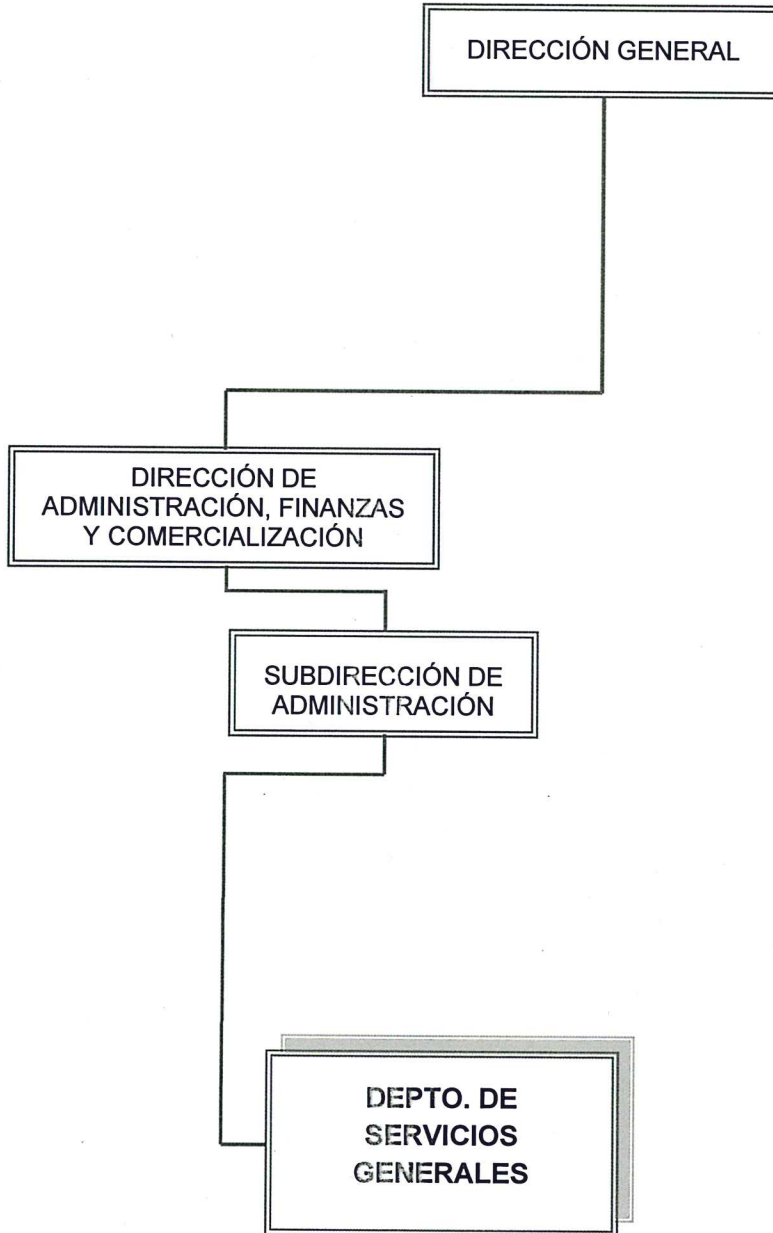 DIRECCIÓN GENERAL
DIRECCIÓN DE
ADMINISTRACIÓN, FINANZAS
Y COMERCIALIZACIÓN
SUBDIRECCIÓN DE
ADMINISTRACIÓN
DEPTO. DE
SERVICIOS
GENERALES